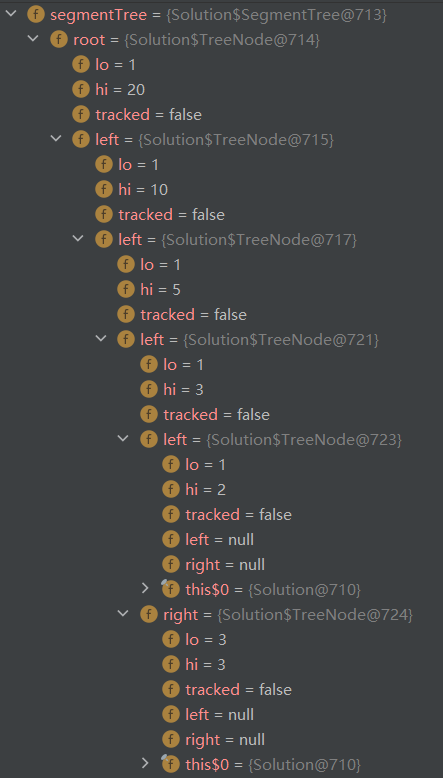 f segmentTree = {Solution$SegmentTree@713}
f root = {Solution$TreeNode@714}
f lo = 1
f hi = 20
f tracked = false
f left = {Solution$TreeNode@715}
f lo = 1
f hi = 10
f tracked = false
f left = {Solution$TreeNode@717}
f lo = 1
f hi = 5
f tracked = false
f left = {Solution$TreeNode@721}
f lo = 1
f hi = 3
f tracked = false
f left = {Solution$TreeNode@723}
f lo = 1
f hi = 2
f tracked = false
f left = null
f right = null
f this$0 = {Solution@710}
f right = {Solution$TreeNode@724}
f lo = 3
f hi = 3
f tracked = false
f left = null
f right = null
f this$0 = {Solution@710}